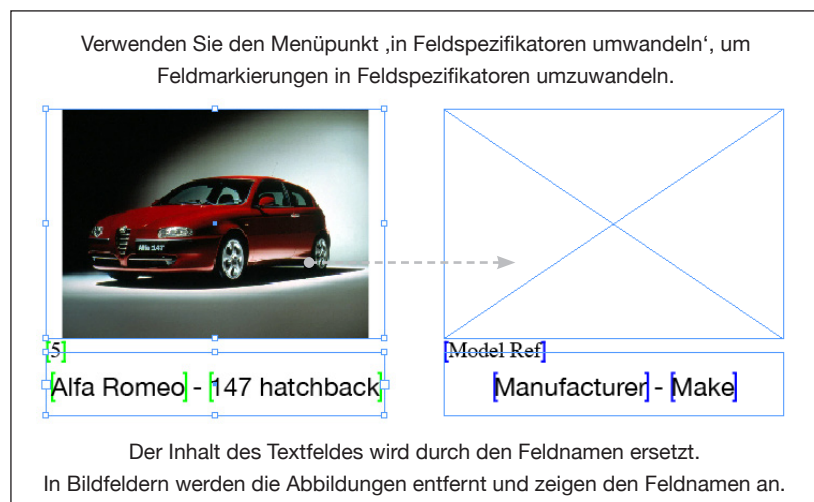 Verwenden Sie den Menüpunkt ‚in Feldspezifikatoren umwandeln‘, um
Feldmarkierungen in Feldspezifikatoren umzuwandeln.
Alfa 147
[5]
[Model Ref]
[Alfa Romeo] - [147 hatchback]
[Manufacturer] - [Make]
Der Inhalt des Textfeldes wird durch den Feldnamen ersetzt.
In Bildfeldern werden die Abbildungen entfernt und zeigen den Feldnamen an.